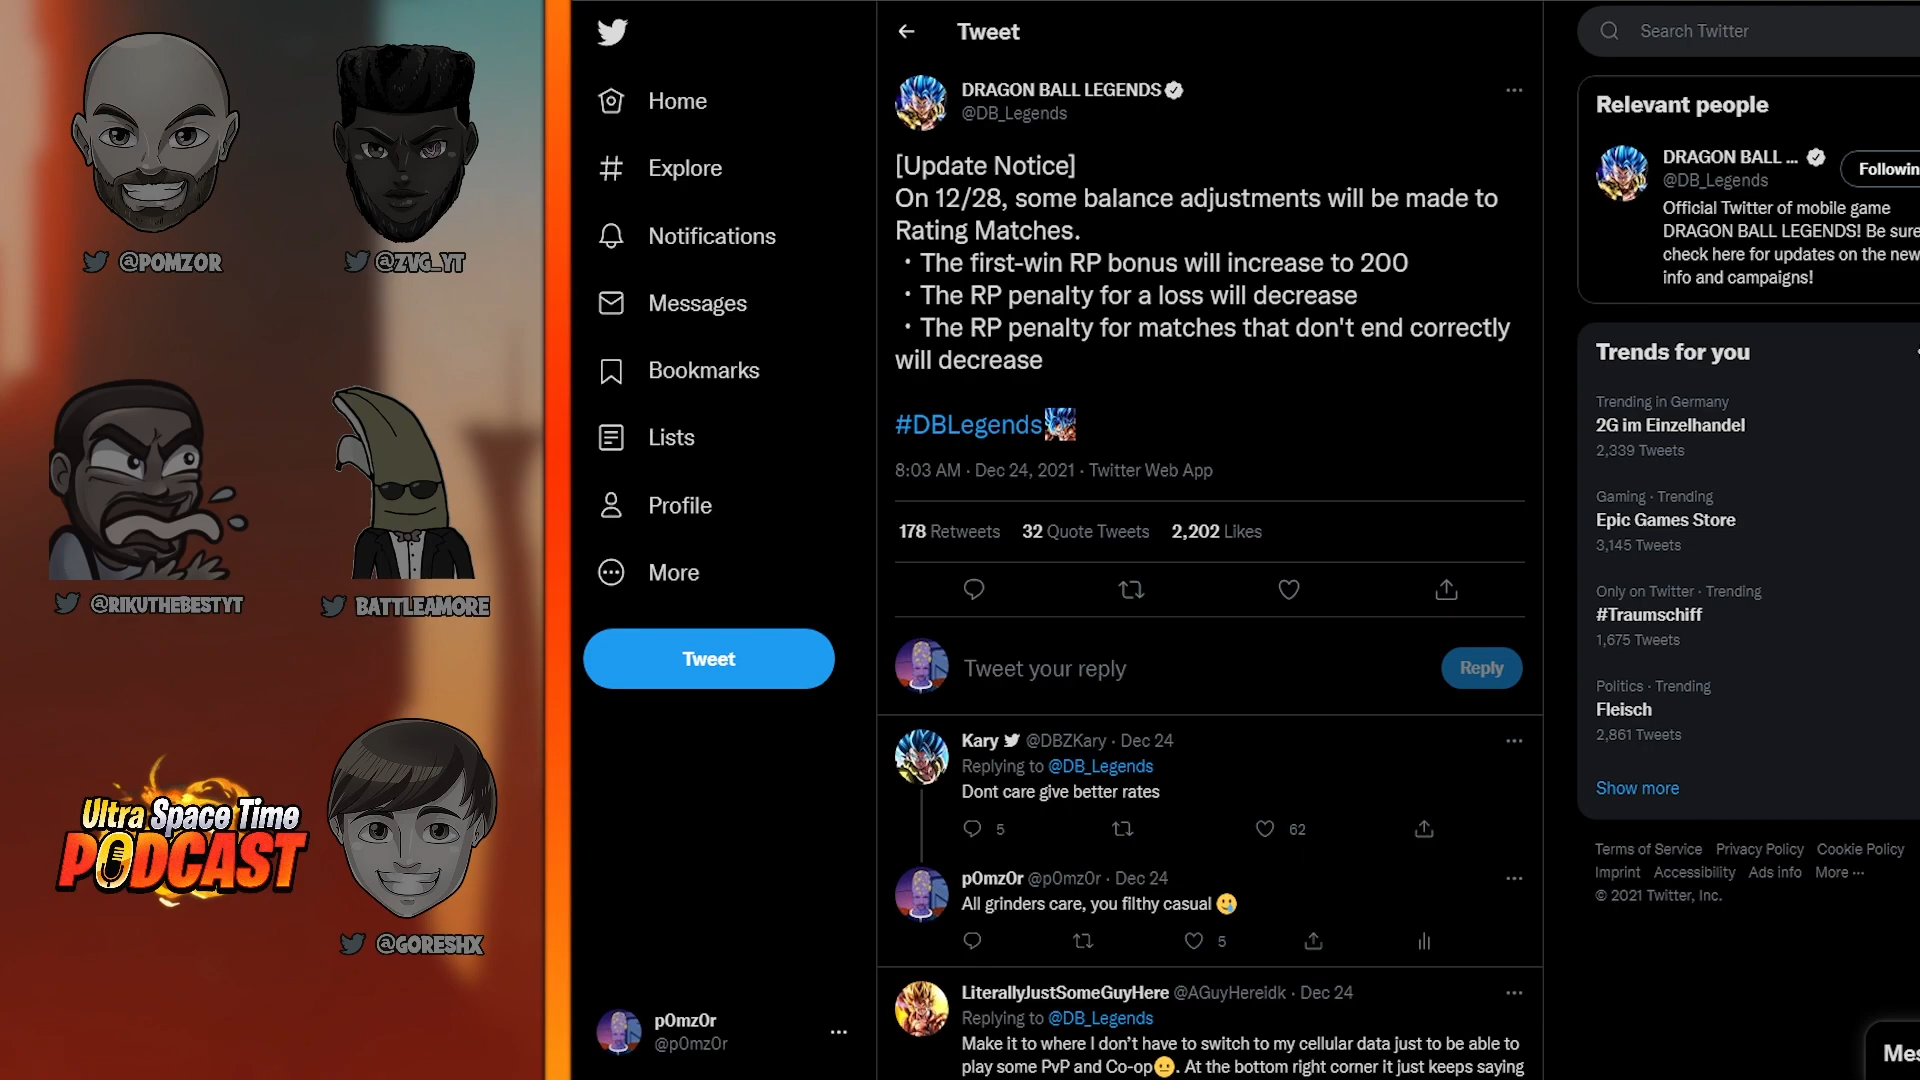 @POMZOR
@ZVG_YT
@RIKUTHEBESTYT
BATTLEAMORE
Ultra Space Time
PODCAST
@GORESHX
Home
Explore
Notifications
Messages
Bookmarks
Lists
Profile
More
Tweet
p0mz0r
@p0mz0r
Tweet
DRAGON BALL LEGENDS
@DB_Legends
[Update Notice]
On 12/28, some balance adjustments will be made to
Rating Matches.
・The first-win RP bonus will increase to 200
・The RP penalty for a loss will decrease
・The RP penalty for matches that don't end correctly
will decrease
#DBLegends
8:03 AM · Dec 24, 2021 · Twitter Web App
178 Retweets 32 Quote Tweets 2,202 Likes
Tweet your reply
Reply
Kary @DBZKary · Dec 24
Replying to @DB_Legends
Dont care give better rates
5 62
p0mz0r @p0mz0r · Dec 24
All grinders care, you filthy casual 🥲
5
LiterallyJustSomeGuyHere @AGuyHereidk · Dec 24
Replying to @DB_Legends
Make it to where I don't have to switch to my cellular data just to be able to
play some PvP and Co-op😐. At the bottom right corner it just keeps saying
Search Twitter
Relevant people
DRAGON BALL ...
@DB_Legends
Followin
Official Twitter of mobile game
DRAGON BALL LEGENDS! Be sure
check here for updates on the new
info and campaigns!
Trends for you
Trending in Germany
2G im Einzelhandel
2,339 Tweets
Gaming · Trending
Epic Games Store
3,145 Tweets
Only on Twitter · Trending
#Traumschiff
1,675 Tweets
Politics · Trending
Fleisch
2,861 Tweets
Show more
Terms of Service Privacy Policy Cookie Policy
Imprint Accessibility Ads info More ···
© 2021 Twitter, Inc.
Mes